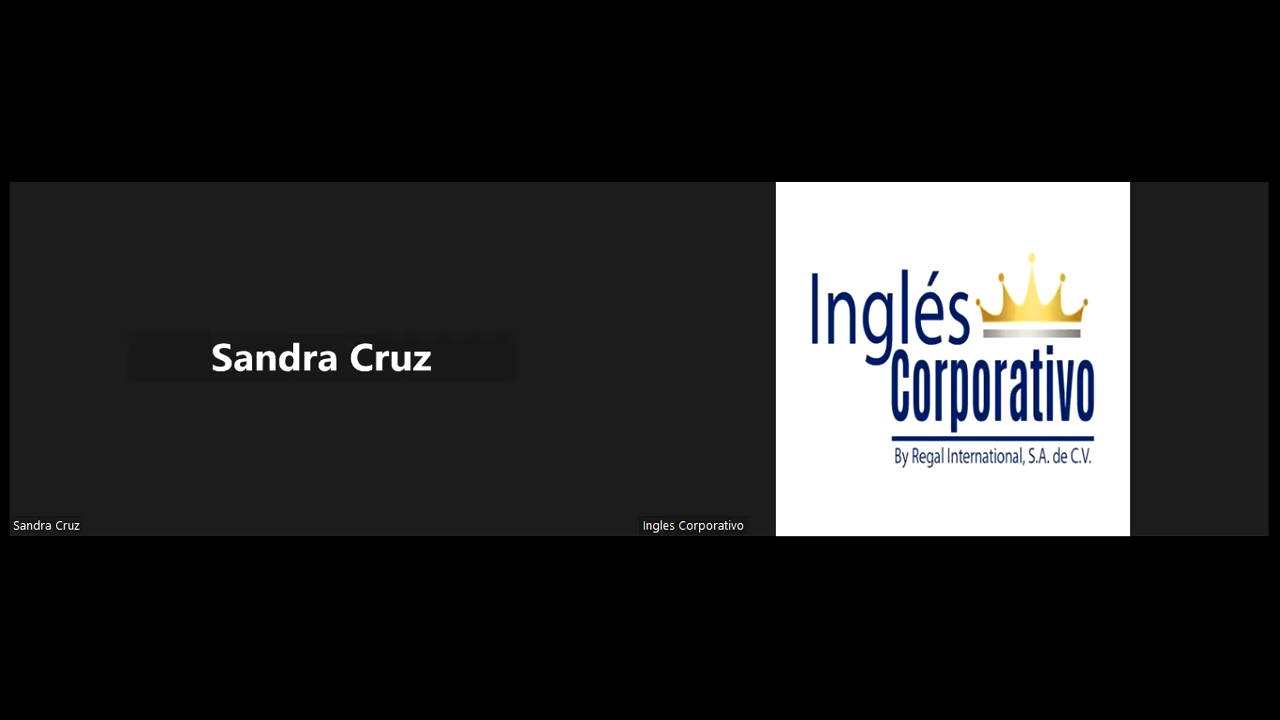 Sandra Cruz
Sandra Cruz
Inglés
Corporativo
By Regal International, S.A. de C.V.
Ingles Corporativo